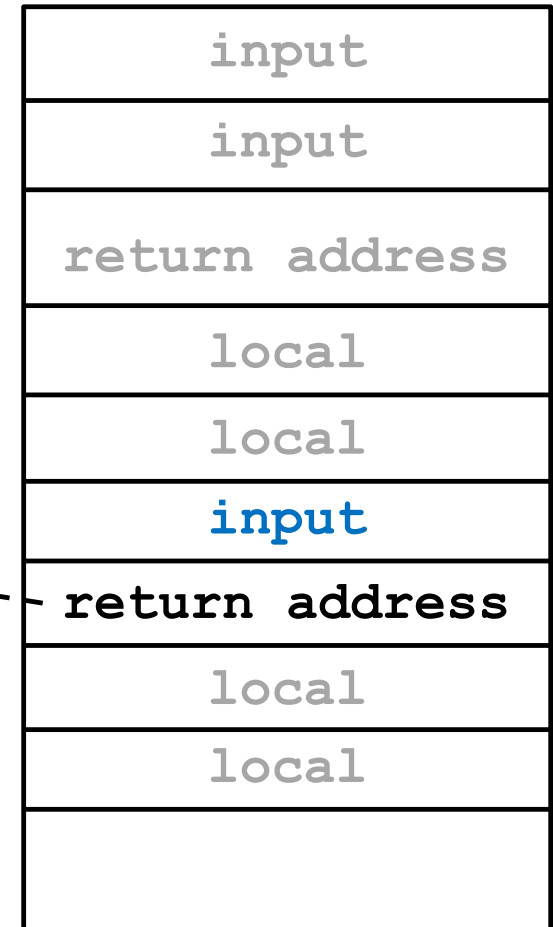 input
input
return address
local
local
input
return address
local
local